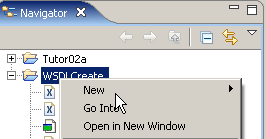 Navigator
Tutor02a
WSDLCreate
New
Go Into
Open in New Window